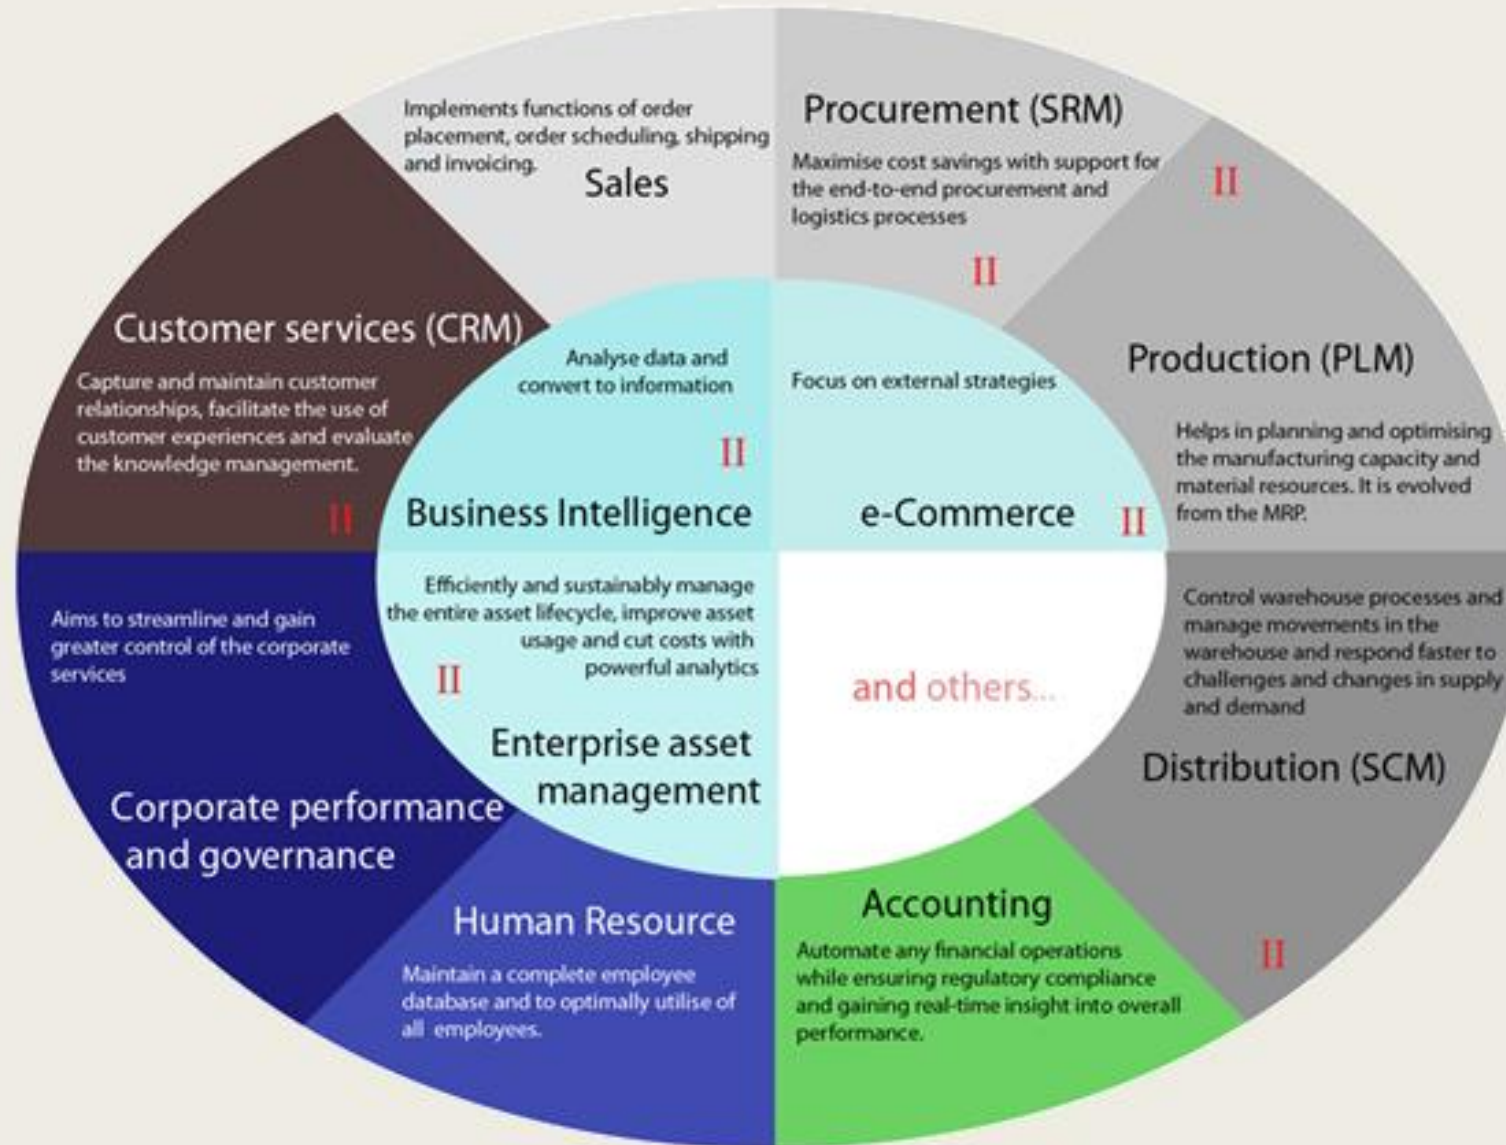 Implements functions of order
placement, order scheduling, shipping
and invoicing.
Sales
Procurement (SRM)
Maximise cost savings with support for
the end-to-end procurement and
logistics processes
II
II
Customer services (CRM)
Capture and maintain customer
relationships, facilitate the use of
customer experiences and evaluate
the knowledge management.
II
Analyse data and
convert to information
II
Business Intelligence
Focus on external strategies
e-Commerce
II
Production (PLM)
Helps in planning and optimising
the manufacturing capacity and
material resources. It is evolved
from the MRP.
Aims to streamline and gain
greater control of the corporate
services
Corporate performance
and governance
Efficiently and sustainably manage
the entire asset lifecycle, improve asset
usage and cut costs with
powerful analytics
II
Enterprise asset
management
and others...
Control warehouse processes and
manage movements in the
warehouse and respond faster to
challenges and changes in supply
and demand
Distribution (SCM)
II
Human Resource
Maintain a complete employee
database and to optimally utilise of
all employees.
Accounting
Automate any financial operations
while ensuring regulatory compliance
and gaining real-time insight into overall
performance.